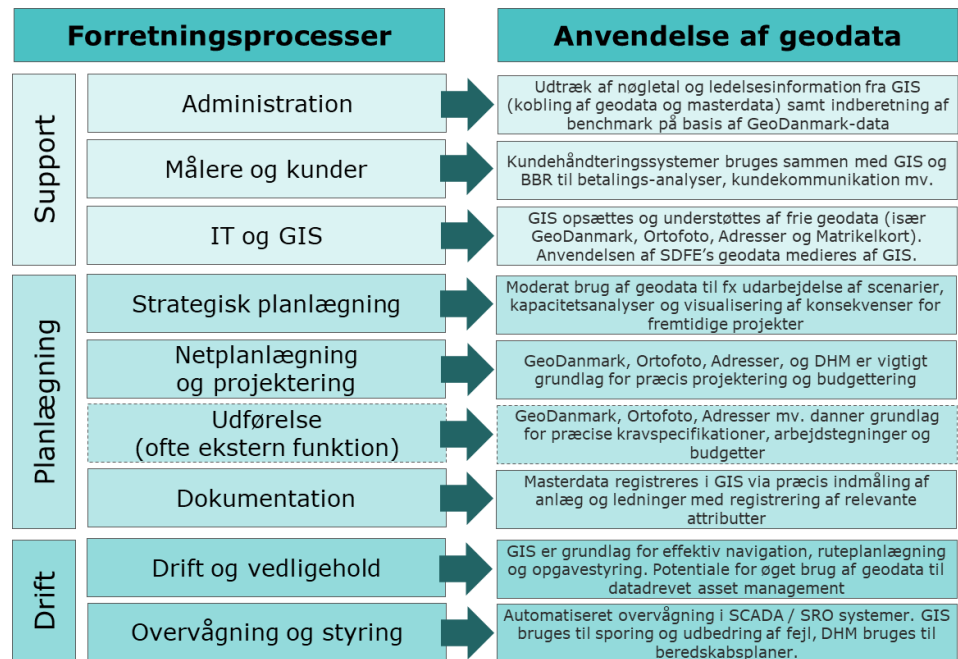 Forretningsprocesser
Anvendelse af geodata
Support
Administration
Udtræk af nøgletal og ledelsesinformation fra GIS
(kobling af geodata og masterdata) samt indberetning af
benchmark på basis af GeoDanmark-data
Målere og kunder
Kundehåndteringssystemer bruges sammen med GIS og
BBR til betalings-analyser, kundekommunikation mv.
IT og GIS
GIS opsættes og understøttes af frie geodata (især
GeoDanmark, Ortofoto, Adresser og Matrikelkort).
Anvendelsen af SDFE's geodata medieres af GIS.
Planlægning
Strategisk planlægning
Moderat brug af geodata til fx udarbejdelse af scenarier,
kapacitetsanalyser og visualisering af konsekvenser for
fremtidige projekter
Netplanlægning
og projektering
GeoDanmark, Ortofoto, Adresser, og DHM er vigtigt
grundlag for præcis projektering og budgettering
Udførelse
(ofte ekstern funktion)
GeoDanmark, Ortofoto, Adresser mv. danner grundlag
for præcise kravspecifikationer, arbejdstegninger og
budgetter
Dokumentation
Masterdata registreres i GIS via præcis indmåling af
anlæg og ledninger med registrering af relevante
attributter
Drift
Drift og vedligehold
GIS er grundlag for effektiv navigation, ruteplanlægning
og opgavestyring. Potentiale for øget brug af geodata til
datadrevet asset management
Overvågning og styring
Automatiseret overvågning i SCADA / SRO systemer. GIS
bruges til sporing og udbedring af fejl, DHM bruges til
beredskabsplaner.